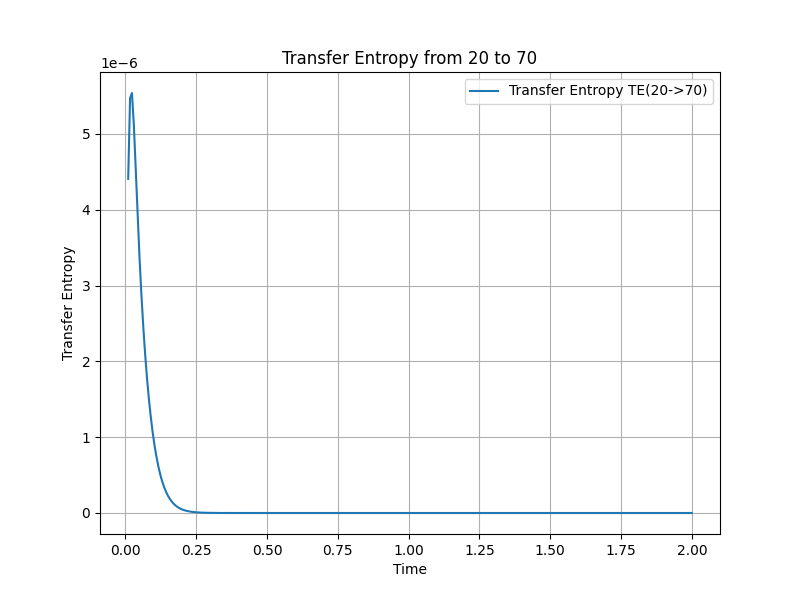 Transfer Entropy from 20 to 70
1e−6
Transfer Entropy TE(20->70)
5
4
3
2
1
0
Transfer Entropy
0.00 0.25 0.50 0.75 1.00 1.25 1.50 1.75 2.00
Time